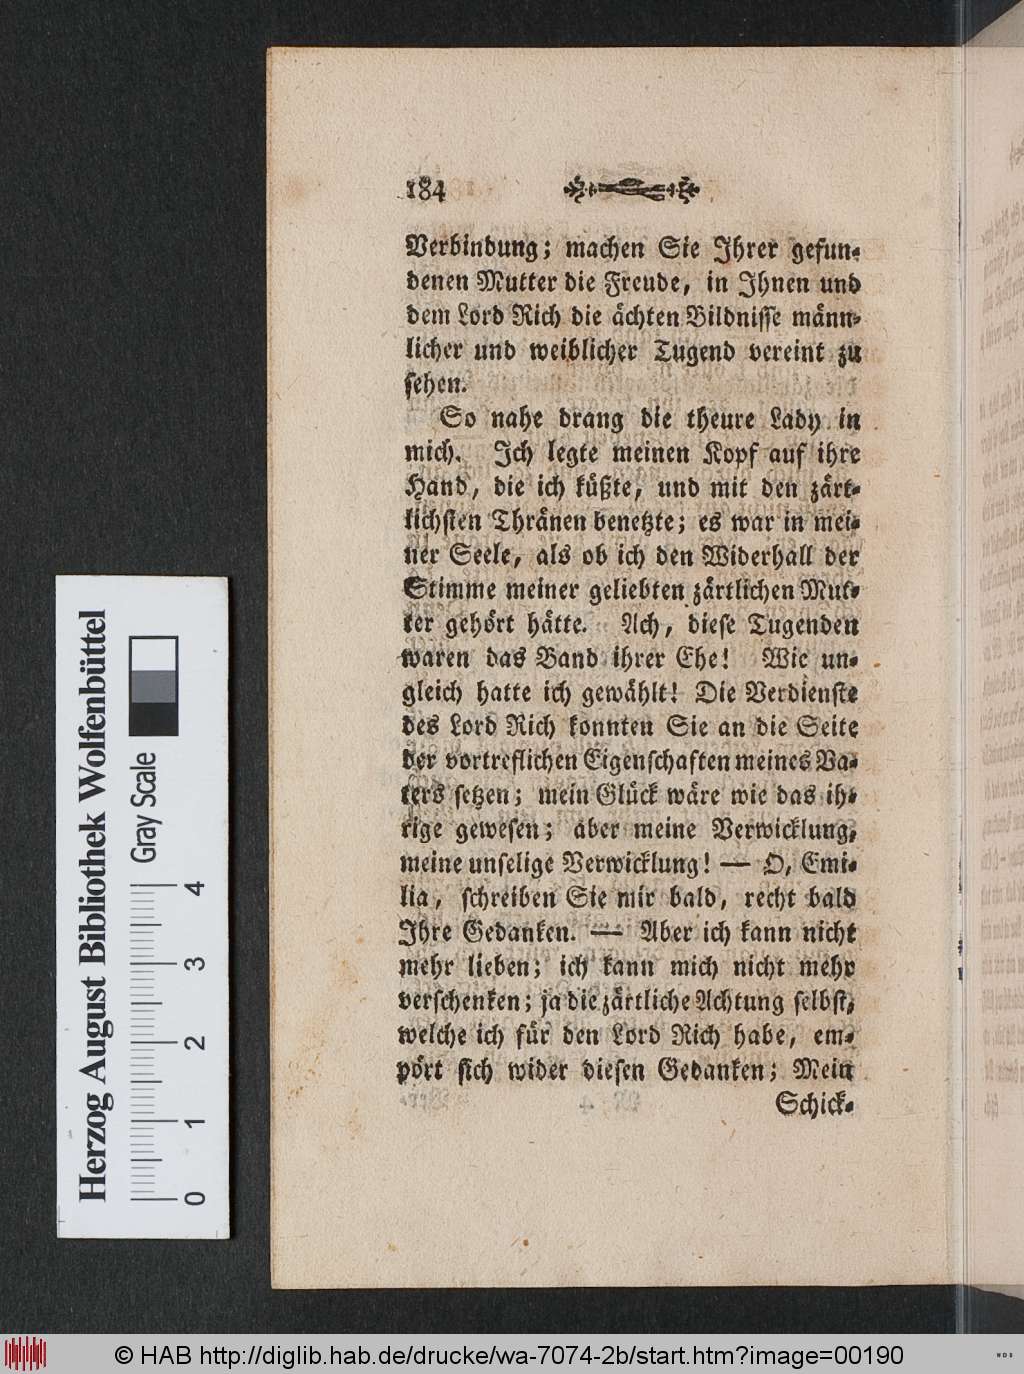 184
Verbindung; machen Sie Ihrer gefun-
denen Mutter die Freude, in Ihnen und
dem Lord Rich die ächten Bildnisse männ-
licher und weiblicher Tugend vereint zu
sehen.
So nahe drang die theure Lady in
mich. Ich legte meinen Kopf auf ihre
Hand, die ich küßte, und mit den zärt-
lichsten Thränen benetzte; es war in mei-
ner Seele, als ob ich den Widerhall der
Stimme meiner geliebten zärtlichen Mut-
ter gehört hätte. Ach, diese Tugenden
waren das Band ihrer Ehe! Wie un-
gleich hatte ich gewählt! Die Verdienste
des Lord Rich konnten Sie an die Seite
der vortreflichen Eigenschaften meines Va-
ters setzen; mein Glück wäre wie das ih-
rige gewesen; aber meine Verwicklung,
meine unselige Verwicklung! — O, Emi-
lia, schreiben Sie mir bald, recht bald
Ihre Gedanken. — Aber ich kann nicht
mehr lieben; ich kann mich nicht mehr
verschenken; ja die zärtliche Achtung selbst,
welche ich für den Lord Rich habe, em-
pört sich wider diesen Gedanken; Mein
Schick-
Herzog August Bibliothek Wolfenbüttel
Gray Scale
0 1 2 3 4
© HAB http://diglib.hab.de/drucke/wa-7074-2b/start.htm?image=00190
WDB